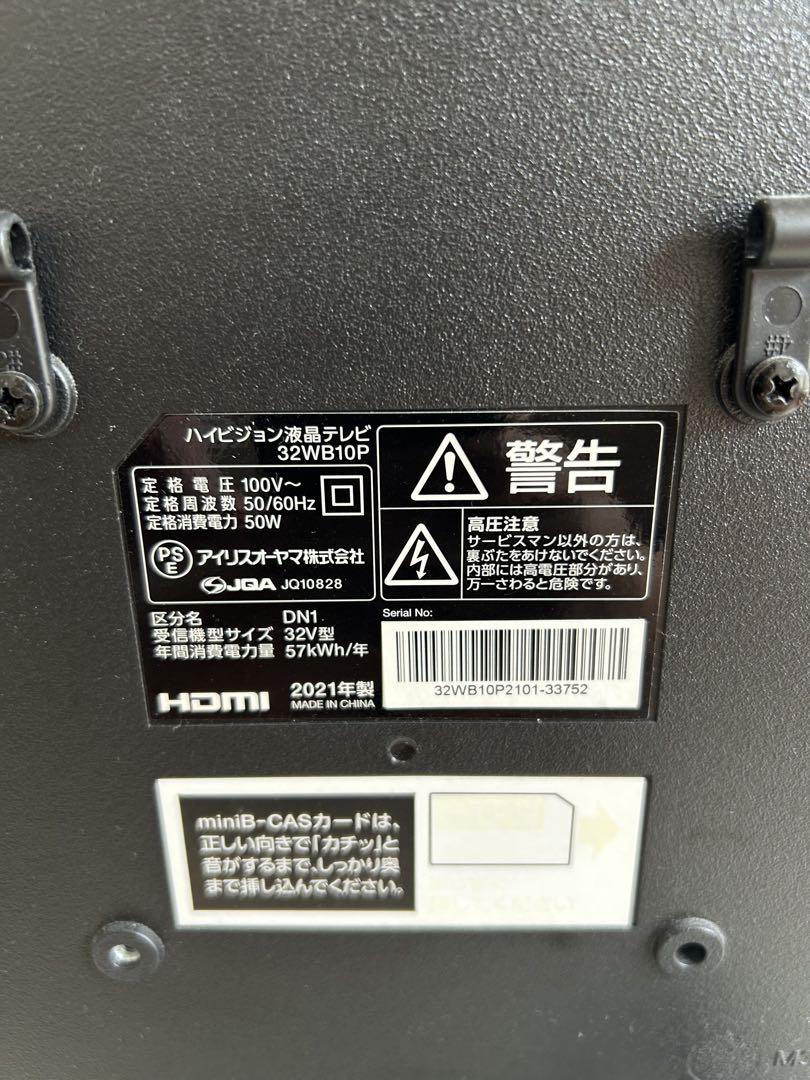 ハイビジョン液晶テレビ
32WB10P
定格電圧 100V～
定格周波数 50/60Hz
定格消費電力 50W
PS
E
アイリスオーヤマ株式会社
JQA JQ10828
区分名 DN1
受信機型サイズ 32V型
年間消費電力量 57kWh/年
HDMI
2021年製
MADE IN CHINA
警告
高圧注意
サービスマン以外の方は、
裏ぶたをあけないでください。
内部には高電圧部分があり、
万一さわると危険です。
Serial No:
32WB10P2101-33752
miniB-CASカードは、
正しい向きで「カチッ」と
音がするまで、しっかり奥
まで挿し込んでください。